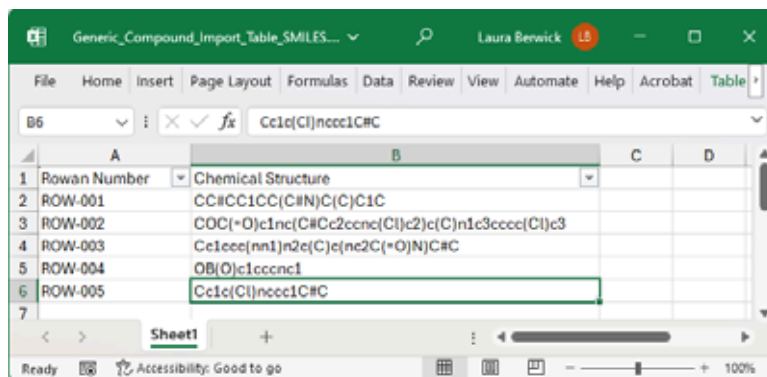 Generic_Compound_Import_Table_SMILES....
Laura Berwick LB
File Home Insert Page Layout Formulas Data Review View Automate Help Acrobat Table
B6 fx Cc1c(Cl)nccc1C#C
A B C D
1 Rowan Number Chemical Structure
2 ROW-001 CC#CC1CC(C#N)C(C)C1C
3 ROW-002 COC(=O)c1nc(C#Cc2ccnc(Cl)c2)c(C)n1c3cccc(Cl)c3
4 ROW-003 Cc1ccc(nn1)n2c(C)c(nc2C(=O)N)C#C
5 ROW-004 OB(O)c1cccnc1
6 ROW-005 Cc1c(Cl)nccc1C#C
7
Sheet1
Ready Accessibility: Good to go 100%